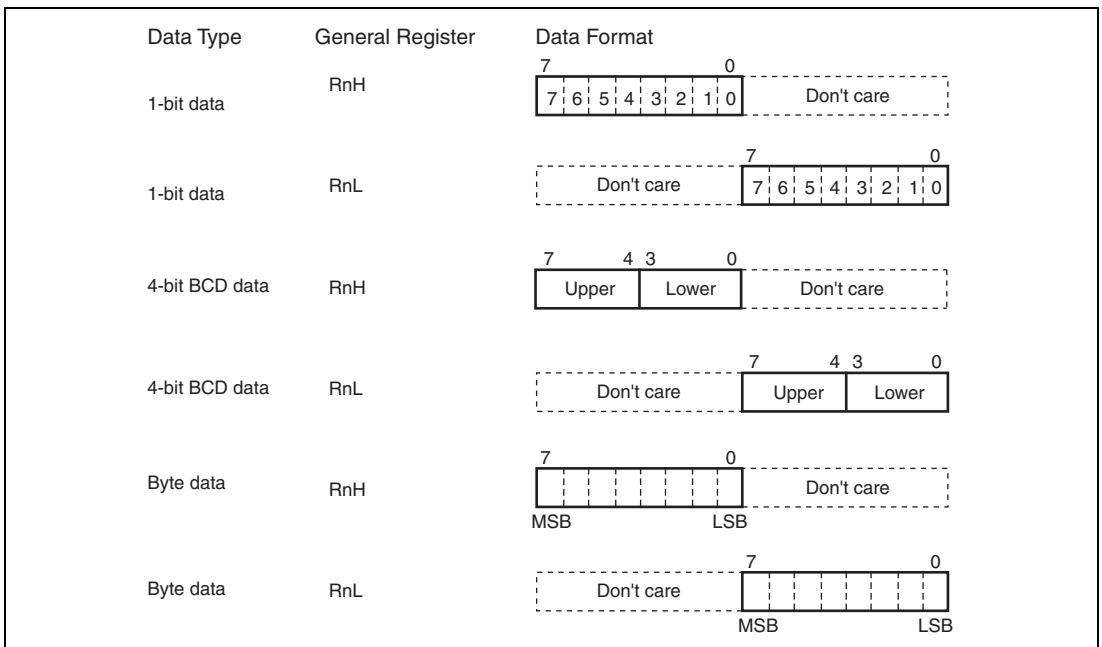 Data Type General Register Data Format
7 0
1-bit data RnH 7 6 5 4 3 2 1 0 Don't care
7 0
1-bit data RnL Don't care 7 6 5 4 3 2 1 0
7 4 3 0
4-bit BCD data RnH Upper Lower Don't care
7 4 3 0
4-bit BCD data RnL Don't care Upper Lower
7 0
Byte data RnH Don't care
MSB LSB
7 0
Byte data RnL Don't care
MSB LSB